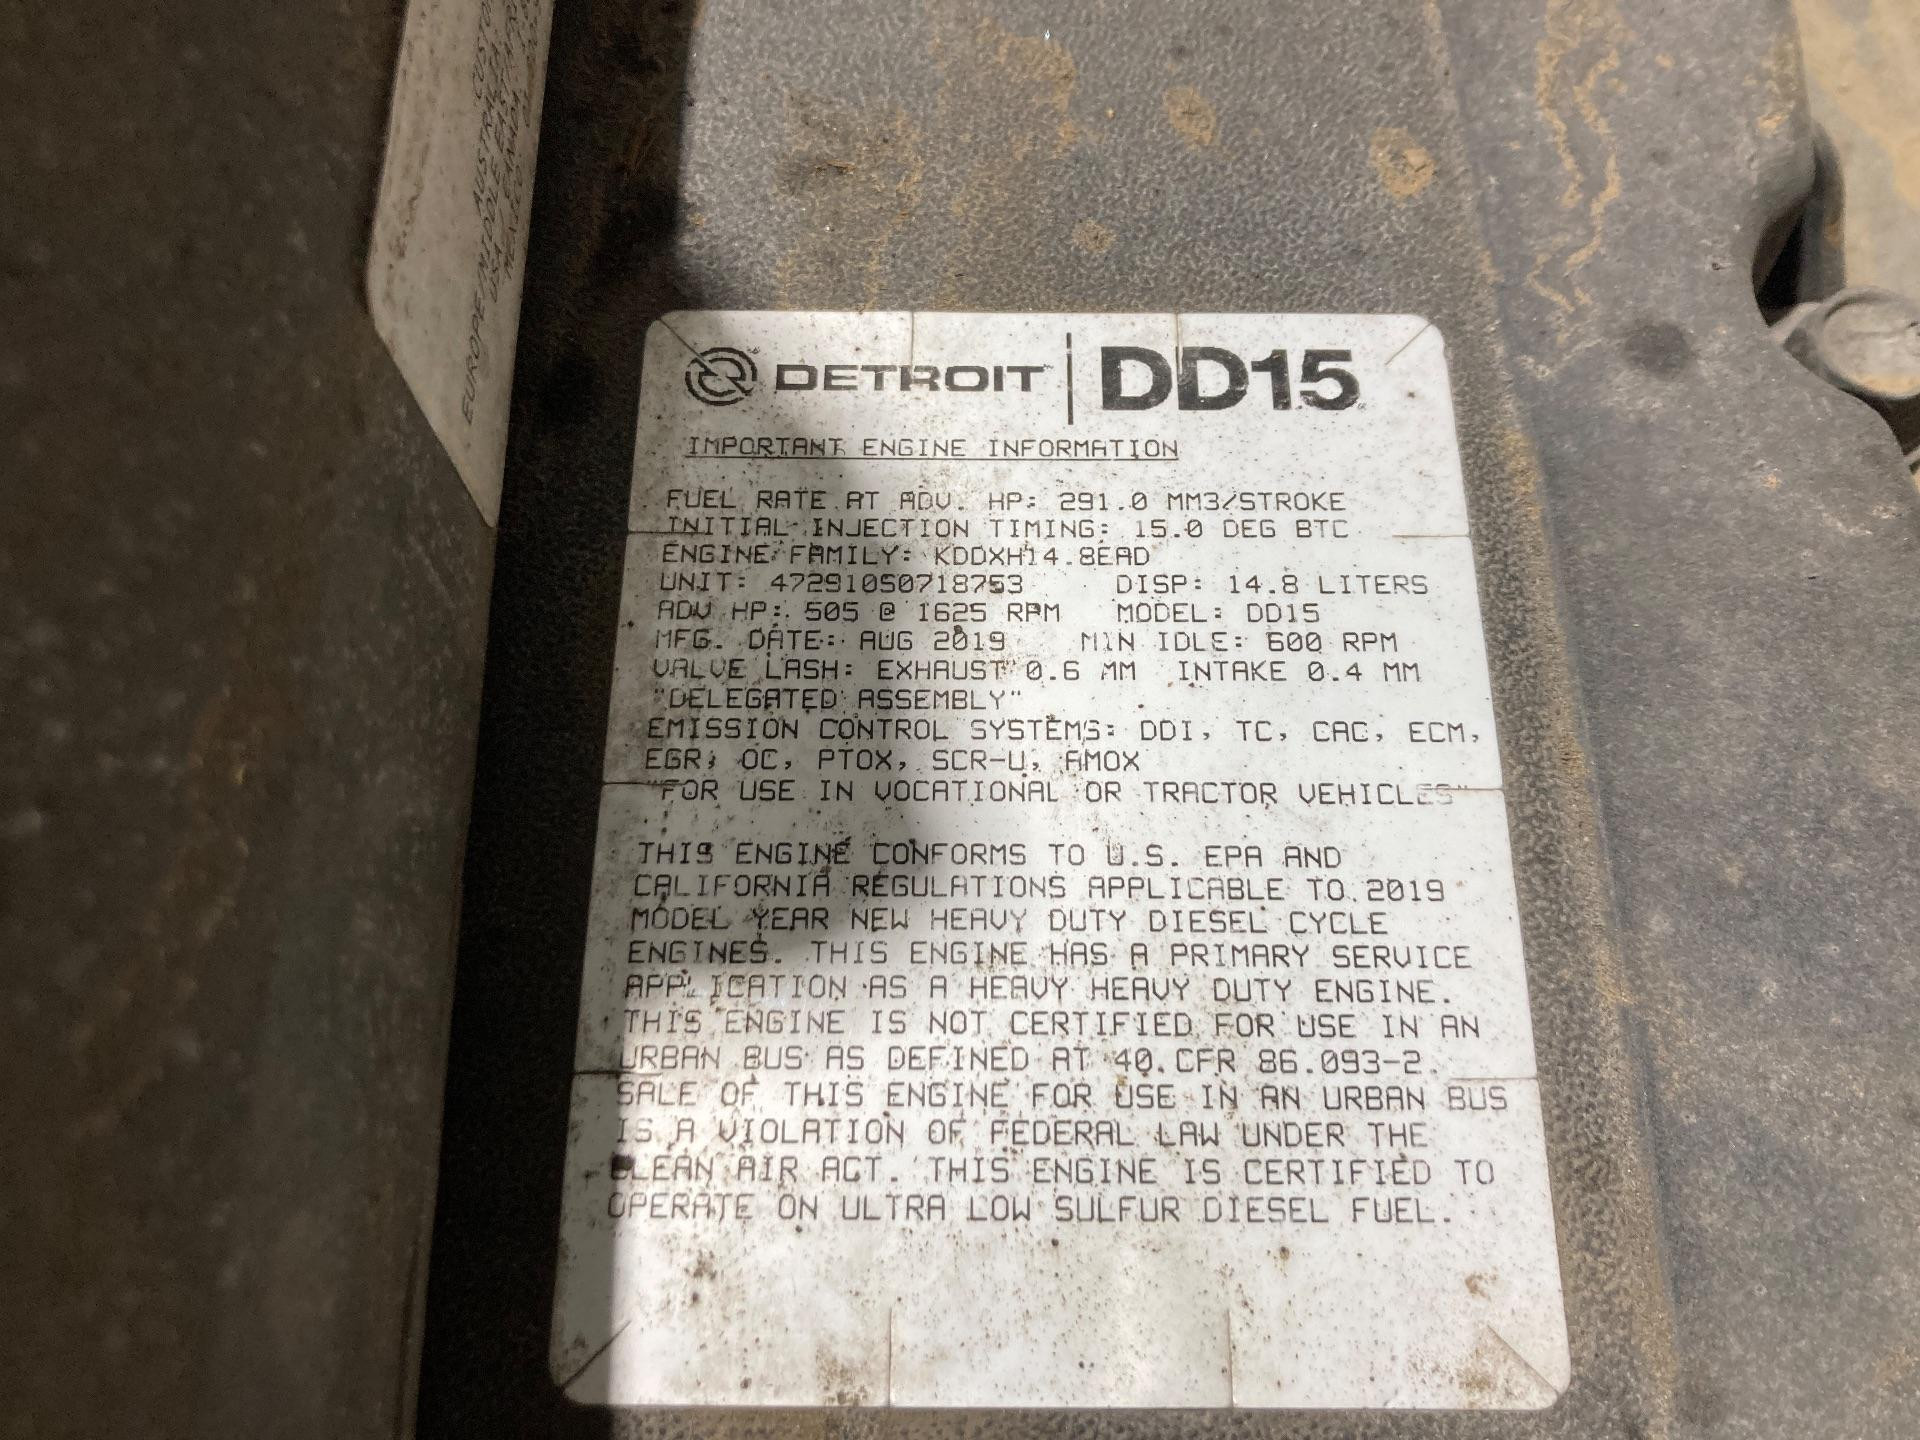 EUROPE/MIDDLE EAST/AFR
AUSTRALIA
CUSTO
USA/
DETROIT DD15
IMPORTANT ENGINE INFORMATION
FUEL RATE AT ADV. HP: 291.0 MM3/STROKE
INITIAL INJECTION TIMING: 15.0 DEG BTC
ENGINE FAMILY: KDDXH14.8EAD
UNIT: 472910S0718753 DISP: 14.8 LITERS
ADV HP: 505 @ 1625 RPM MODEL: DD15
MFG. DATE: AUG 2019 MIN IDLE: 600 RPM
VALVE LASH: EXHAUST 0.6 MM INTAKE 0.4 MM
"DELEGATED ASSEMBLY"
EMISSION CONTROL SYSTEMS: DDI, TC, CAC, ECM,
EGR, OC, PTOX, SCR-U, AMOX
"FOR USE IN VOCATIONAL OR TRACTOR VEHICLES"
THIS ENGINE CONFORMS TO U.S. EPA AND
CALIFORNIA REGULATIONS APPLICABLE TO 2019
MODEL YEAR NEW HEAVY DUTY DIESEL CYCLE
ENGINES. THIS ENGINE HAS A PRIMARY SERVICE
APPLICATION AS A HEAVY HEAVY DUTY ENGINE.
THIS ENGINE IS NOT CERTIFIED FOR USE IN AN
URBAN BUS AS DEFINED AT 40 CFR 86.093-2.
SALE OF THIS ENGINE FOR USE IN AN URBAN BUS
IS A VIOLATION OF FEDERAL LAW UNDER THE
CLEAN AIR ACT. THIS ENGINE IS CERTIFIED TO
OPERATE ON ULTRA LOW SULFUR DIESEL FUEL.